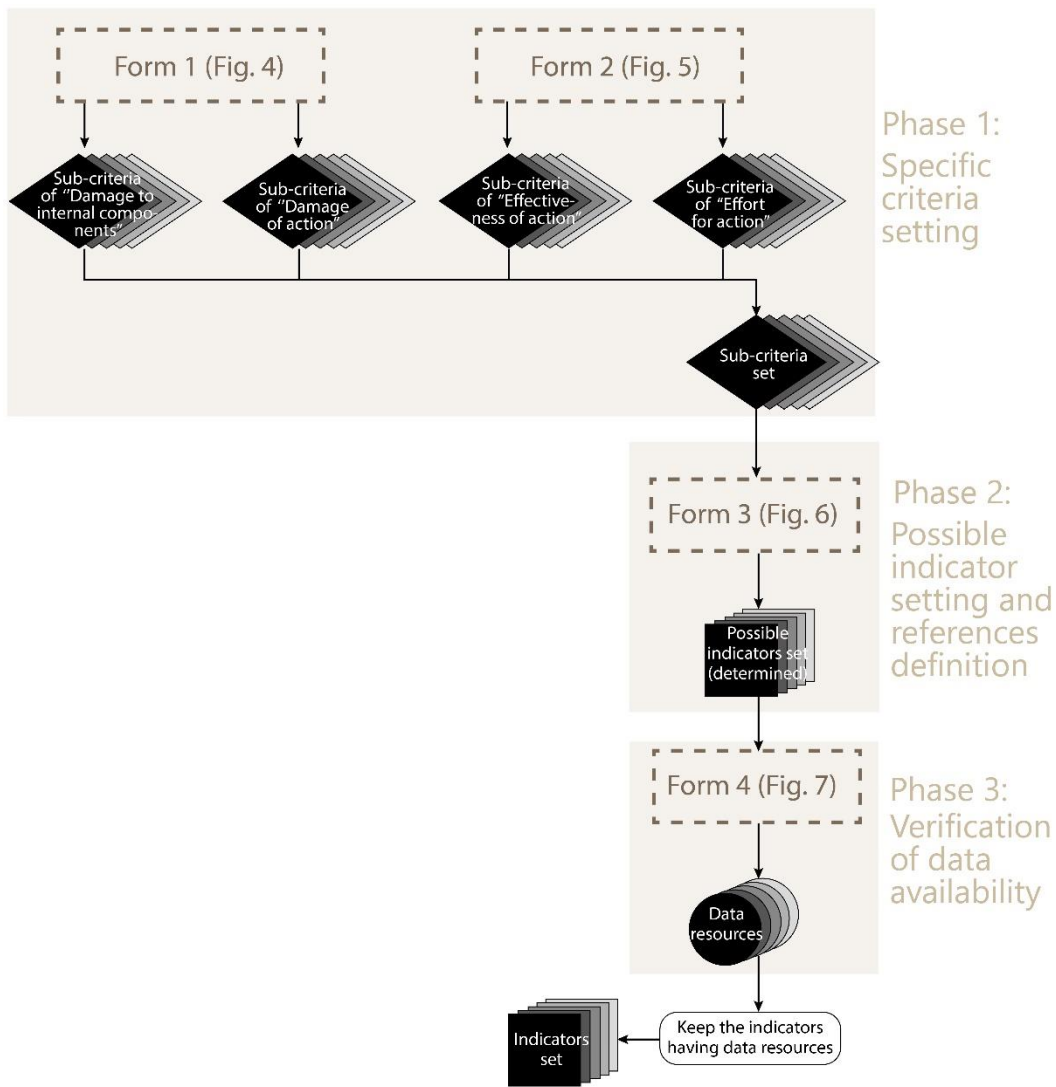 Form 1 (Fig. 4)
Form 2 (Fig. 5)
Phase 1:
Specific
criteria
setting
Sub-criteria
of "Damage to
internal compo-
nents"
Sub-criteria
of "Damage
of action"
Sub-criteria
of "Effective-
ness of action"
Sub-criteria
of "Effort
for action"
Sub-criteria
set
Phase 2:
Possible
indicator
setting and
references
definition
Form 3 (Fig. 6)
Possible
indicators set
(determined)
Phase 3:
Verification
of data
availability
Form 4 (Fig. 7)
Data
resources
Keep the indicators
having data resources
Indicators
set